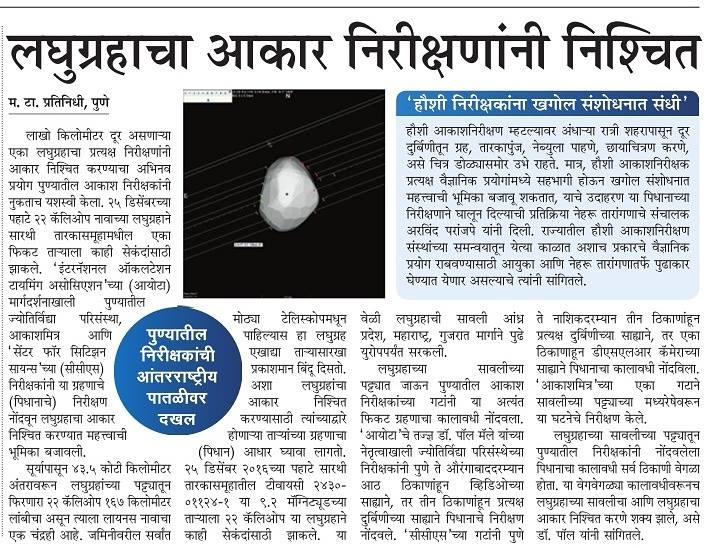 लघुग्रहाचा आकार निरीक्षणांनी निश्चित
म. टा. प्रतिनिधी, पुणे
लाखो किलोमीटर दूर असणाऱ्या
एका लघुग्रहाचा प्रत्यक्ष निरीक्षणांनी
आकार निश्चित करण्याचा अभिनव
प्रयोग पुण्यातील आकाश निरीक्षकांनी
नुकताच यशस्वी केला. २५ डिसेंबरच्या
पहाटे २२ कॅलिओप नावाच्या लघुग्रहाने
सारथी तारकासमूहामधील एका
फिकट ताऱ्याला काही सेकंदांसाठी
झाकले. 'इंटरनॅशनल ऑकल्टेशन
टायमिंग असोसिएशन'च्या (आयोटा)
मार्गदर्शनाखाली पुण्यातील
ज्योतिर्विद्या परिसंस्था,
आकाशमित्र आणि
'सेंटर फॉर सिटिझन
सायन्स'च्या (सीसीएस)
निरीक्षकांनी या ग्रहणाचे
(पिधानाचे) निरीक्षण
नोंदवून लघुग्रहाचा आकार
निश्चित करण्यात महत्त्वाची
भूमिका बजावली.
सूर्यापासून ४३.५ कोटी किलोमीटर
अंतरावरून लघुग्रहांच्या पट्ट्यातून
फिरणारा २२ कॅलिओप १६७ किलोमीटर
लांबीचा असून त्याला लायनस नावाचा
एक चंद्रही आहे. जमिनीवरील सर्वांत
पुण्यातील
निरीक्षकांची
आंतरराष्ट्रीय
पातळीवर
दखल
मोठ्या टेलिस्कोपमधून
पाहिल्यास हा लघुग्रह
एखाद्या ताऱ्यासारखा
प्रकाशमान बिंदू दिसतो.
अशा लघुग्रहांचा
आकार निश्चित
करण्यासाठी त्यांच्याद्वारे
होणाऱ्या ताऱ्यांच्या ग्रहणाचा
(पिधान) आधार घ्यावा लागतो.
२५ डिसेंबर २०१६च्या पहाटे सारथी
तारकासमूहातील टीवायसी २४३०-
०११२४-१ या ९.२ मॅग्निट्यूडच्या
ताऱ्याला २२ कॅलिओप या लघुग्रहाने
काही सेकंदांसाठी झाकले. या
वेळी लघुग्रहाची सावली आंध्र
प्रदेश, महाराष्ट्र, गुजरात मार्गाने पुढे
युरोपपर्यंत सरकली.
लघुग्रहाच्या सावलीच्या
पट्ट्यात जाऊन पुण्यातील आकाश
निरीक्षकांच्या गटांनी या अत्यंत
फिकट ग्रहणाचा कालावधी नोंदवला.
'आयोटा'चे तज्ज्ञ डॉ. पॉल मॅले यांच्या
नेतृत्वाखाली ज्योतिर्विद्या परिसंस्थेच्या
निरीक्षकांनी पुणे ते औरंगाबाददरम्यान
आठ ठिकाणांहून व्हिडिओच्या
साह्याने, तर तीन ठिकाणांहून प्रत्यक्ष
दुर्बिणीच्या साह्याने पिधानाचे निरीक्षण
नोंदवले. 'सीसीएस'च्या गटांनी पुणे
'हौशी निरीक्षकांना खगोल संशोधनात संधी'
हौशी आकाशनिरीक्षण म्हटल्यावर अंधाऱ्या रात्री शहरापासून दूर
दुर्बिणीतून ग्रह, तारकापुंज, नेब्युला पाहणे, छायाचित्रण करणे,
असे चित्र डोळ्यासमोर उभे राहते. मात्र, हौशी आकाशनिरीक्षक
प्रत्यक्ष वैज्ञानिक प्रयोगांमध्ये सहभागी होऊन खगोल संशोधनात
महत्त्वाची भूमिका बजावू शकतात, याचे उदाहरण या पिधानाच्या
निरीक्षणाने घालून दिल्याची प्रतिक्रिया नेहरू तारांगणाचे संचालक
अरविंद परांजपे यांनी दिली. राज्यातील हौशी आकाशनिरीक्षण
संस्थांच्या समन्वयातून येत्या काळात अशाच प्रकारचे वैज्ञानिक
प्रयोग राबवण्यासाठी आयुका आणि नेहरू तारांगणातर्फे पुढाकार
घेण्यात येणार असल्याचे त्यांनी सांगितले.
ते नाशिकदरम्यान तीन ठिकाणांहून
प्रत्यक्ष दुर्बिणीच्या साह्याने, तर एका
ठिकाणाहून डीएसएलआर कॅमेराच्या
साह्याने पिधानाचा कालावधी नोंदविला.
'आकाशमित्र'च्या एका गटाने
सावलीच्या पट्ट्याच्या मध्यरेषेवरून
या घटनेचे निरीक्षण केले.
लघुग्रहाच्या सावलीच्या पट्ट्यातून
पुण्यातील निरीक्षकांनी नोंदवलेला
पिधानाचा कालावधी सर्व ठिकाणी वेगळा
होता. या वेगवेगळ्या कालावधीवरूनच
लघुग्रहाच्या सावलीचा आणि लघुग्रहाचा
आकार निश्चित करणे शक्य झाले, असे
डॉ. पॉल यांनी सांगितले.